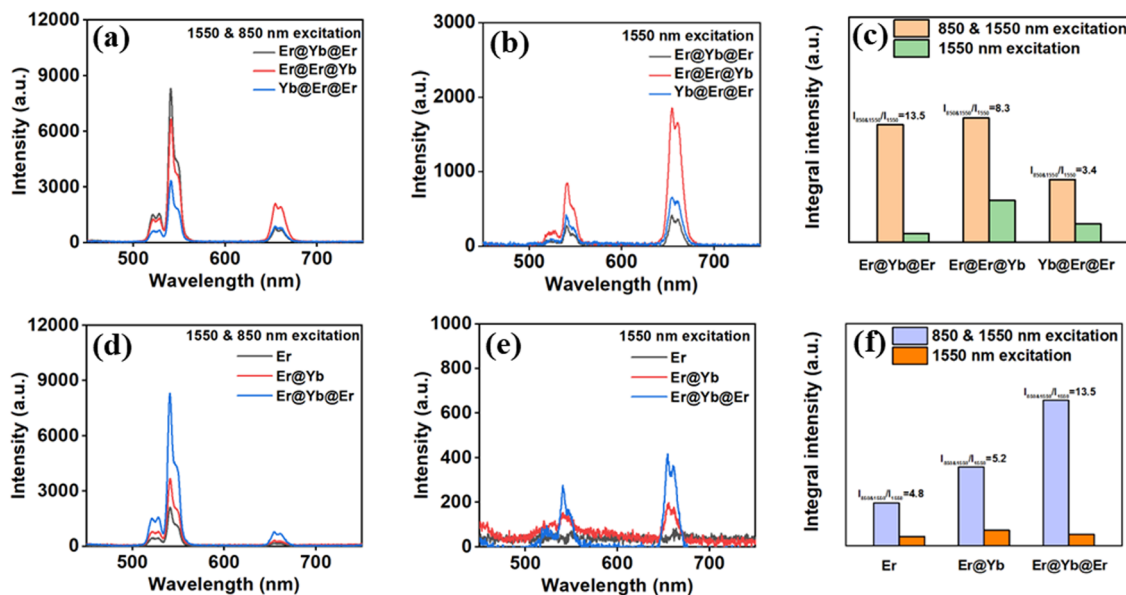 (a)
1550 & 850 nm excitation
Er@Yb@Er
Er@Er@Yb
Yb@Er@Er
12000
9000
6000
3000
0
500 600 700
Intensity (a.u.)
Wavelength (nm)
(b)
1550 nm excitation
Er@Yb@Er
Er@Er@Yb
Yb@Er@Er
3000
2000
1000
0
500 600 700
Intensity (a.u.)
Wavelength (nm)
(c)
850 & 1550 nm excitation
1550 nm excitation
I850&1550/I1550=13.5
I850&1550/I1550=8.3
I850&1550/I1550=3.4
Integral intensity (a.u.)
Er@Yb@Er Er@Er@Yb Yb@Er@Er
(d)
1550 & 850 nm excitation
Er
Er@Yb
Er@Yb@Er
12000
9000
6000
3000
0
500 600 700
Intensity (a.u.)
Wavelength (nm)
(e)
1550 nm excitation
Er
Er@Yb
Er@Yb@Er
1000
800
600
400
200
0
500 600 700
Intensity (a.u.)
Wavelength (nm)
(f)
850 & 1550 nm excitation
1550 nm excitation
I850&1550/I1550=4.8
I850&1550/I1550=5.2
I850&1550/I1550=13.5
Integral intensity (a.u.)
Er Er@Yb Er@Yb@Er